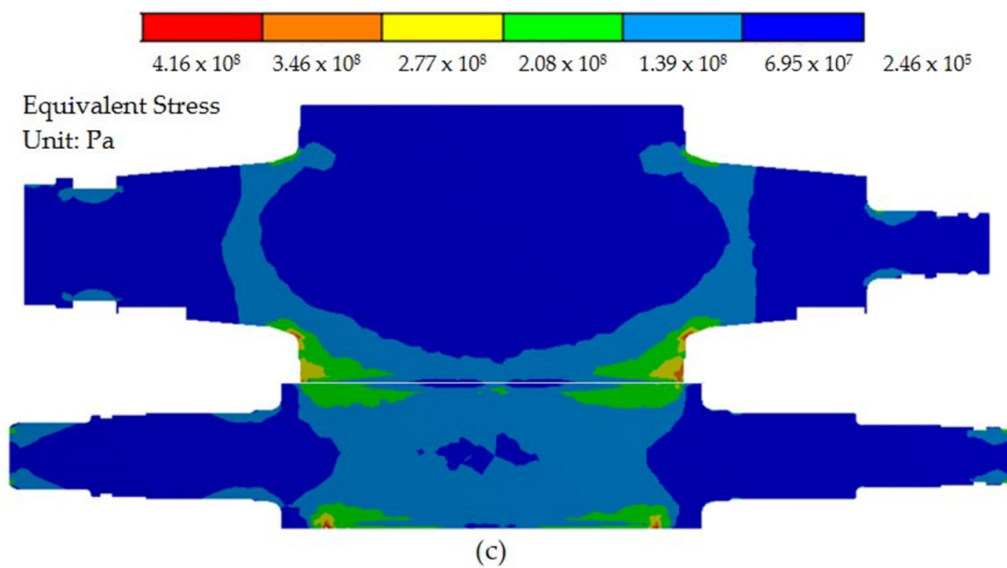 4.16 x 10⁸ 3.46 x 10⁸ 2.77 x 10⁸ 2.08 x 10⁸ 1.39 x 10⁸ 6.95 x 10⁷ 2.46 x 10⁵
Equivalent Stress
Unit: Pa
(c)